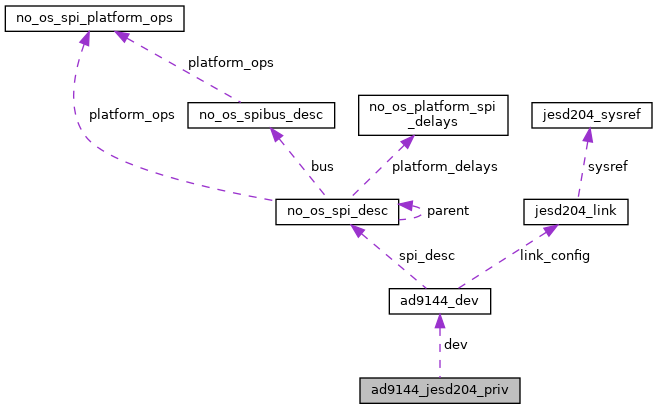 no_os_spi_platform_ops
platform_ops
no_os_platform_spi
_delays
platform_ops
no_os_spibus_desc
jesd204_sysref
bus
platform_delays
sysref
no_os_spi_desc
parent
jesd204_link
spi_desc
link_config
ad9144_dev
dev
ad9144_jesd204_priv